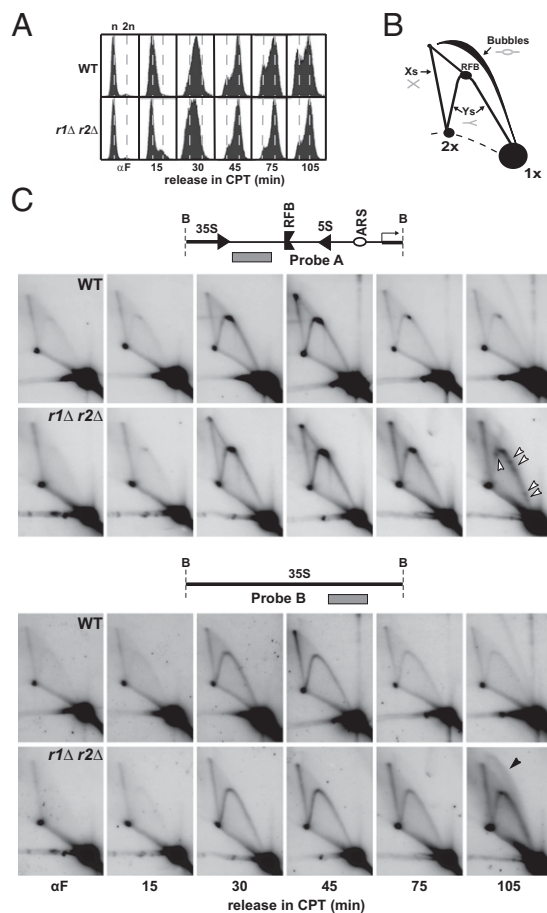 A
n 2n
WT
r1Δ r2Δ
αF 15 30 45 75 105
release in CPT (min)
B
Bubbles
Xs
RFB
Ys
2x
1x
C
B 35S RFB 5S ARS B
Probe A
WT
r1Δ r2Δ
B 35S B
Probe B
WT
r1Δ r2Δ
αF 15 30 45 75 105
release in CPT (min)